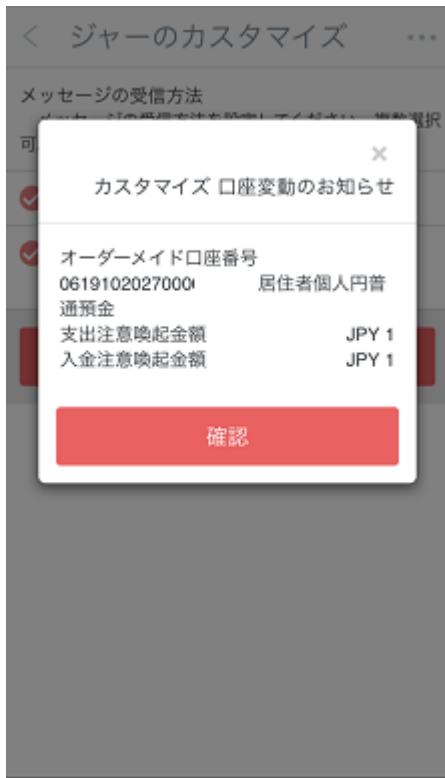 ジャーのカスタマイズ
メッセージの受信方法
カスタマイズ 口座変動のお知らせ
オーダーメイド口座番号
0619102027000 居住者個人円普
通預金
支出注意喚起金額 JPY 1
入金注意喚起金額 JPY 1
確認